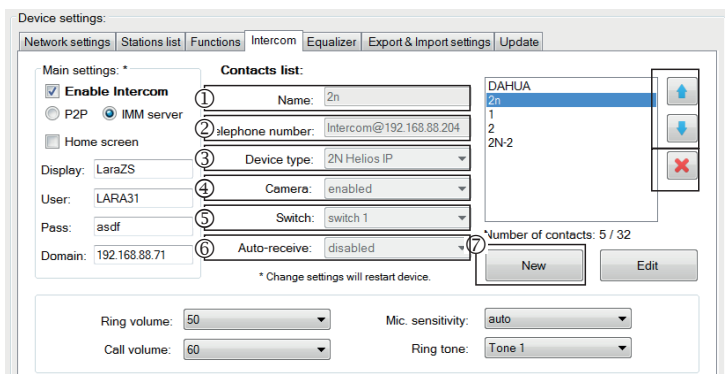 Device settings:
Network settings Stations list Functions Intercom Equalizer Export & Import settings Update
Main settings: *
Enable Intercom
P2P IMM server
Home screen
Display: LaraZS
User: LARA31
Pass: asdf
Domain: 192.168.88.71
Contacts list:
① Name: 2n
② elephone number: Intercom@192.168.88.204
③ Device type: 2N Helios IP
④ Camera: enabled
⑤ Switch: switch 1
⑥ Auto-receive: disabled
* Change settings will restart device.
DAHUA
2n
1
2
2N-2
Number of contacts: 5 / 32
⑦ New Edit
Ring volume: 50 Mic. sensitivity: auto
Call volume: 60 Ring tone: Tone 1